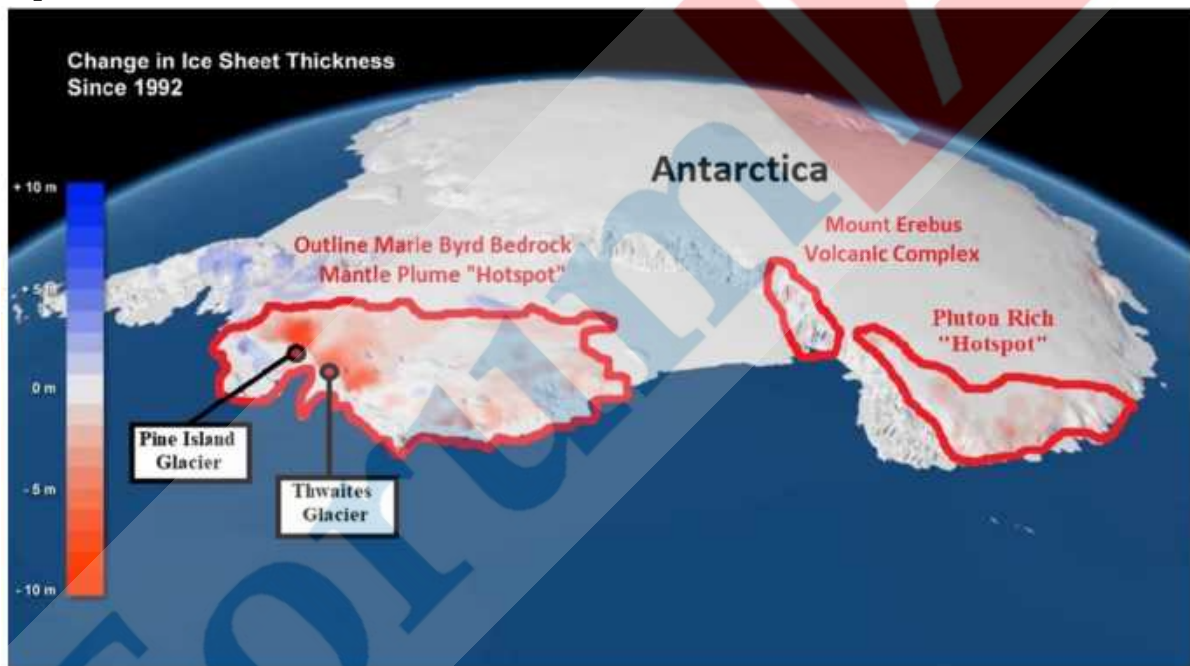 Change in Ice Sheet Thickness
Since 1992
Antarctica
Mount Erebus
Volcanic Complex
Outline Marie Byrd Bedrock
Mantle Plume "Hotspot"
Pluton Rich
"Hotspot"
+ 10 m
+ 5 m
0 m
- 5 m
- 10 m
Pine Island
Glacier
Thwaites
Glacier